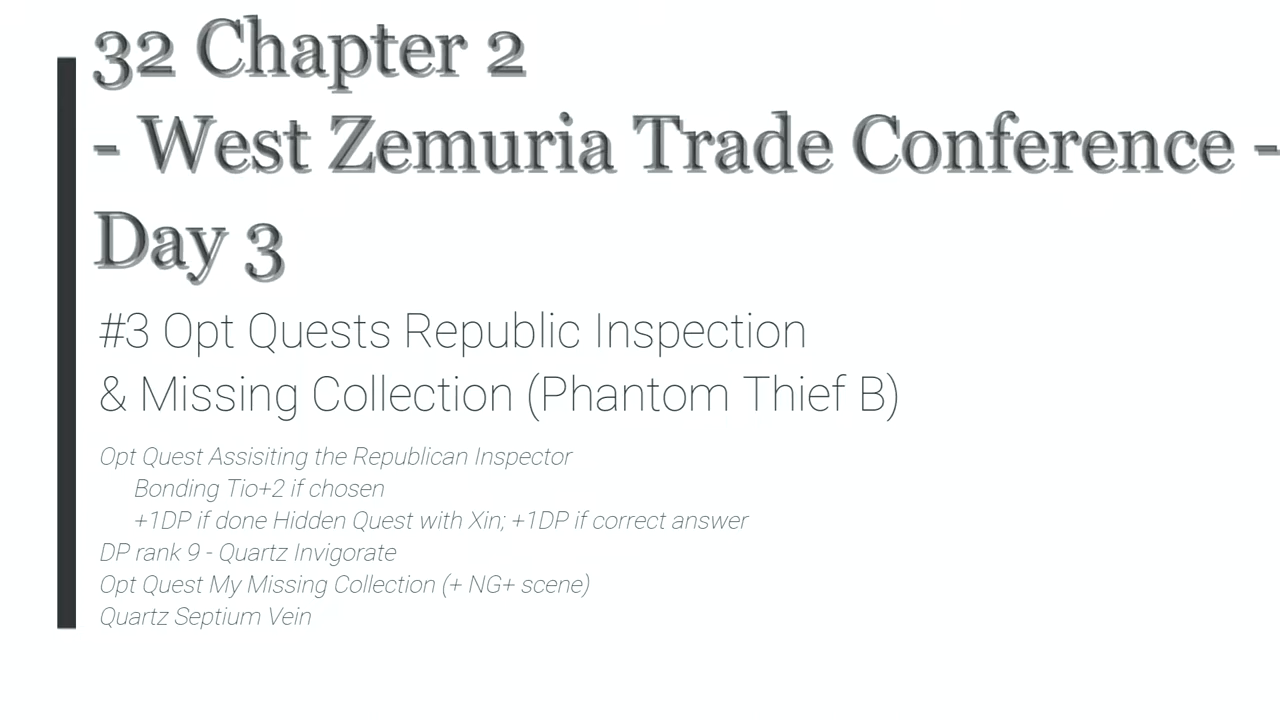 32 Chapter 2
- West Zemuria Trade Conference -
Day 3
#3 Opt Quests Republic Inspection
& Missing Collection (Phantom Thief B)
Opt Quest Assisiting the Republican Inspector
Bonding Tio+2 if chosen
+1DP if done Hidden Quest with Xin; +1DP if correct answer
DP rank 9 - Quartz Invigorate
Opt Quest My Missing Collection (+ NG+ scene)
Quartz Septium Vein